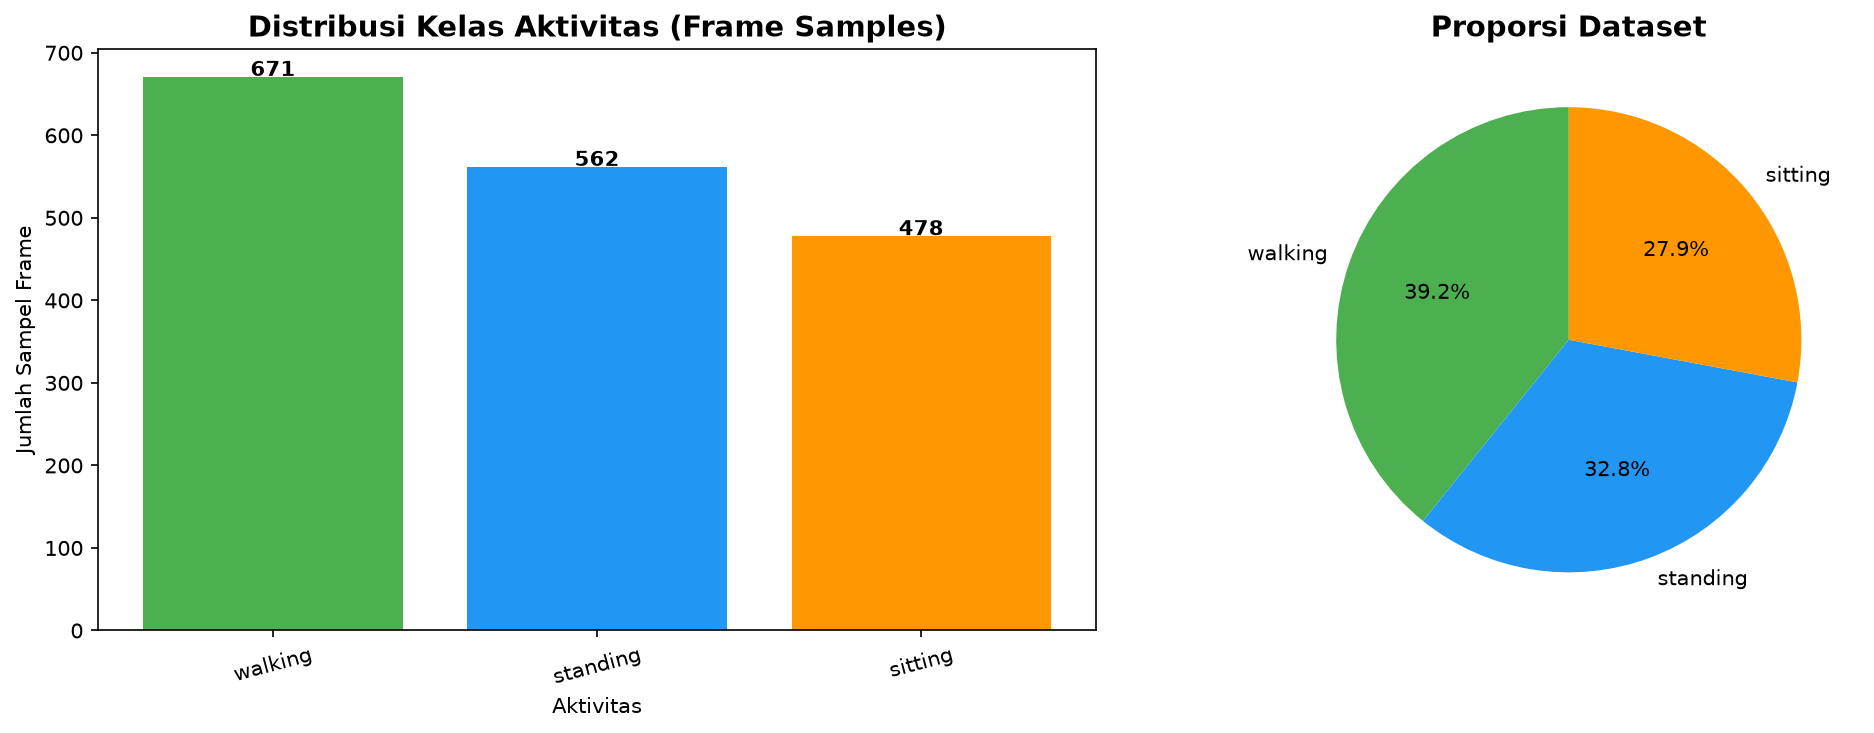 Distribusi Kelas Aktivitas (Frame Samples)
700
600
500
400
300
200
100
0
Jumlah Sampel Frame
671
562
478
walking
standing
sitting
Aktivitas
Proporsi Dataset
walking
39.2%
standing
32.8%
sitting
27.9%